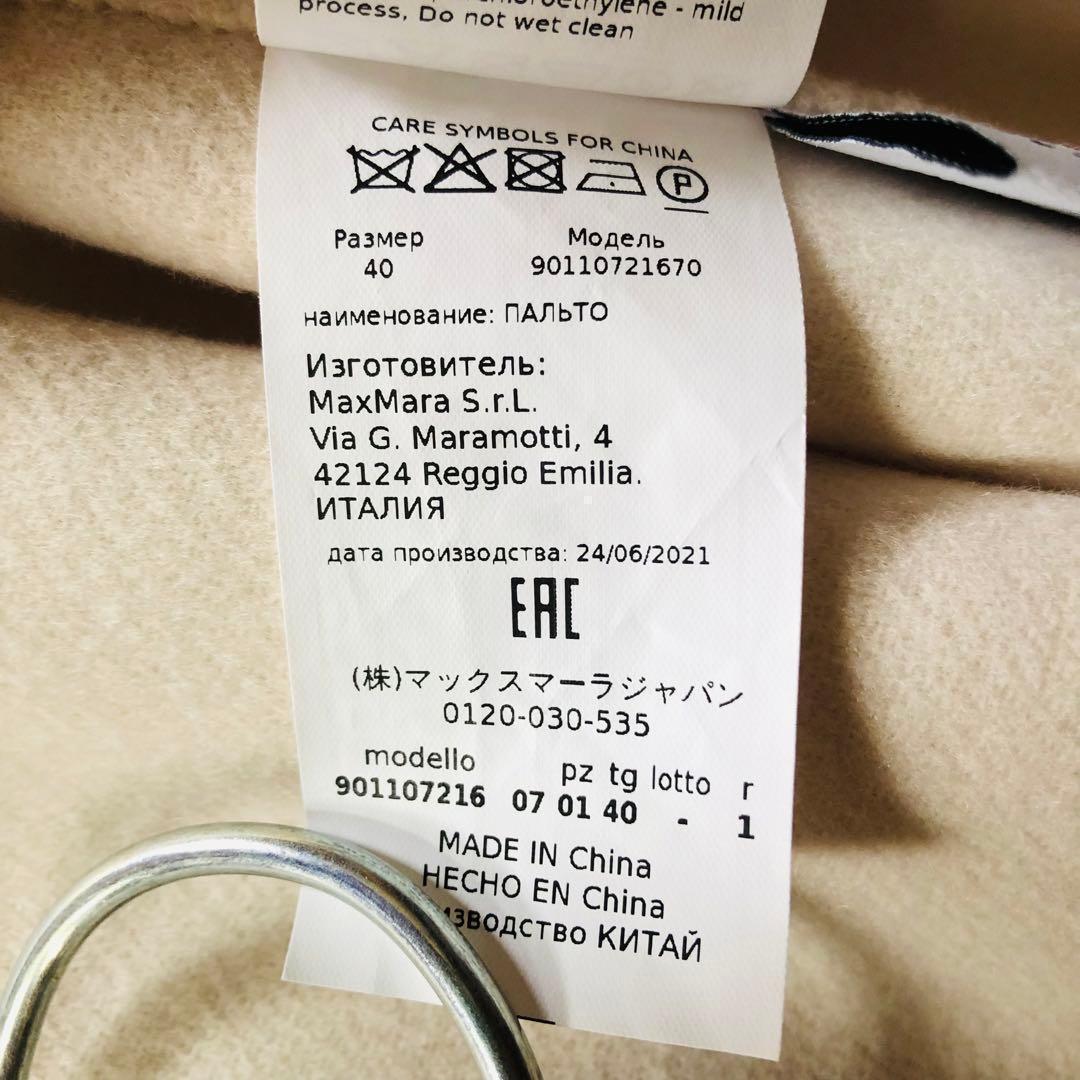 process, Do not wet clean
CARE SYMBOLS FOR CHINA
P
Размер Модель
40 90110721670
наименование: ПАЛЬТО
Изготовитель:
MaxMara S.r.L.
Via G. Maramotti, 4
42124 Reggio Emilia.
ИТАЛИЯ
дата производства: 24/06/2021
EAC
(株)マックスマーラジャパン
0120-030-535
modello pz tg lotto r
901107216 07 01 40 - 1
MADE IN China
HECHO EN China
КИТАЙ